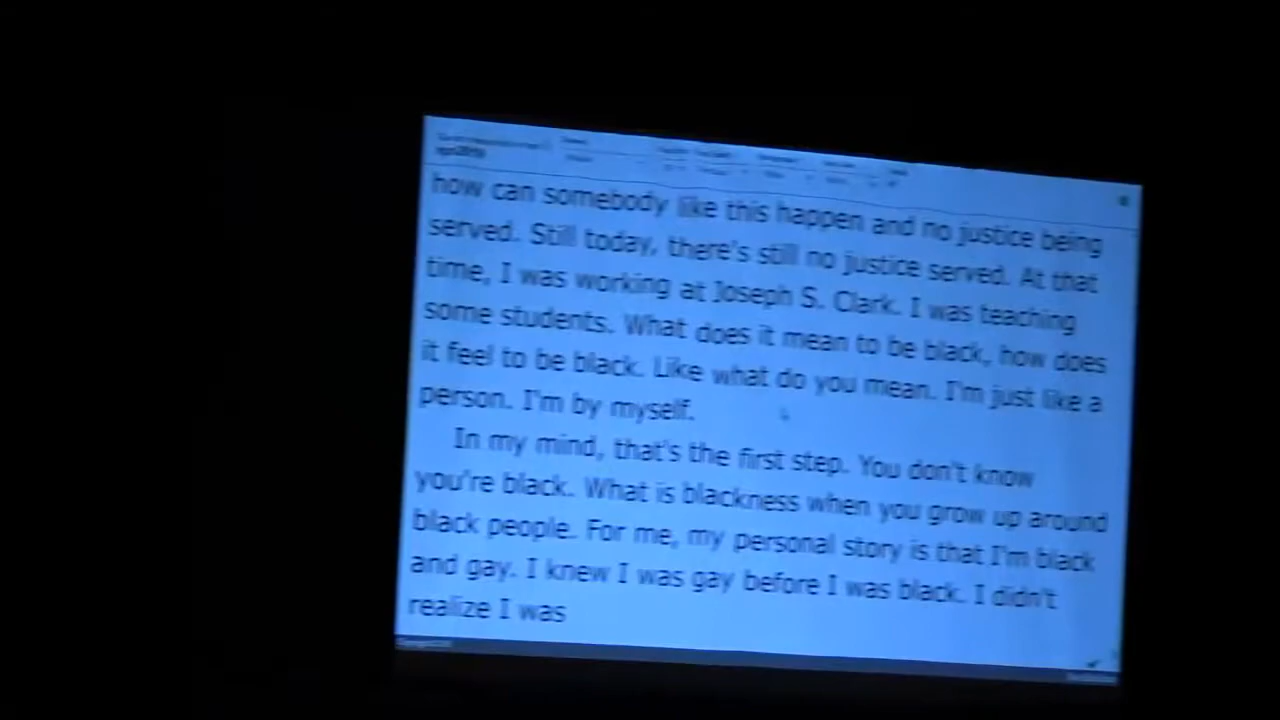 how can somebody like this happen and no justice being
served. Still today, there's still no justice served. At that
time, I was working at Joseph S. Clark. I was teaching
some students. What does it mean to be black, how does
it feel to be black. Like what do you mean. I'm just like a
person. I'm by myself.
In my mind, that's the first step. You don't know
you're black. What is blackness when you grow up around
black people. For me, my personal story is that I'm black
and gay. I knew I was gay before I was black. I didn't
realize I was